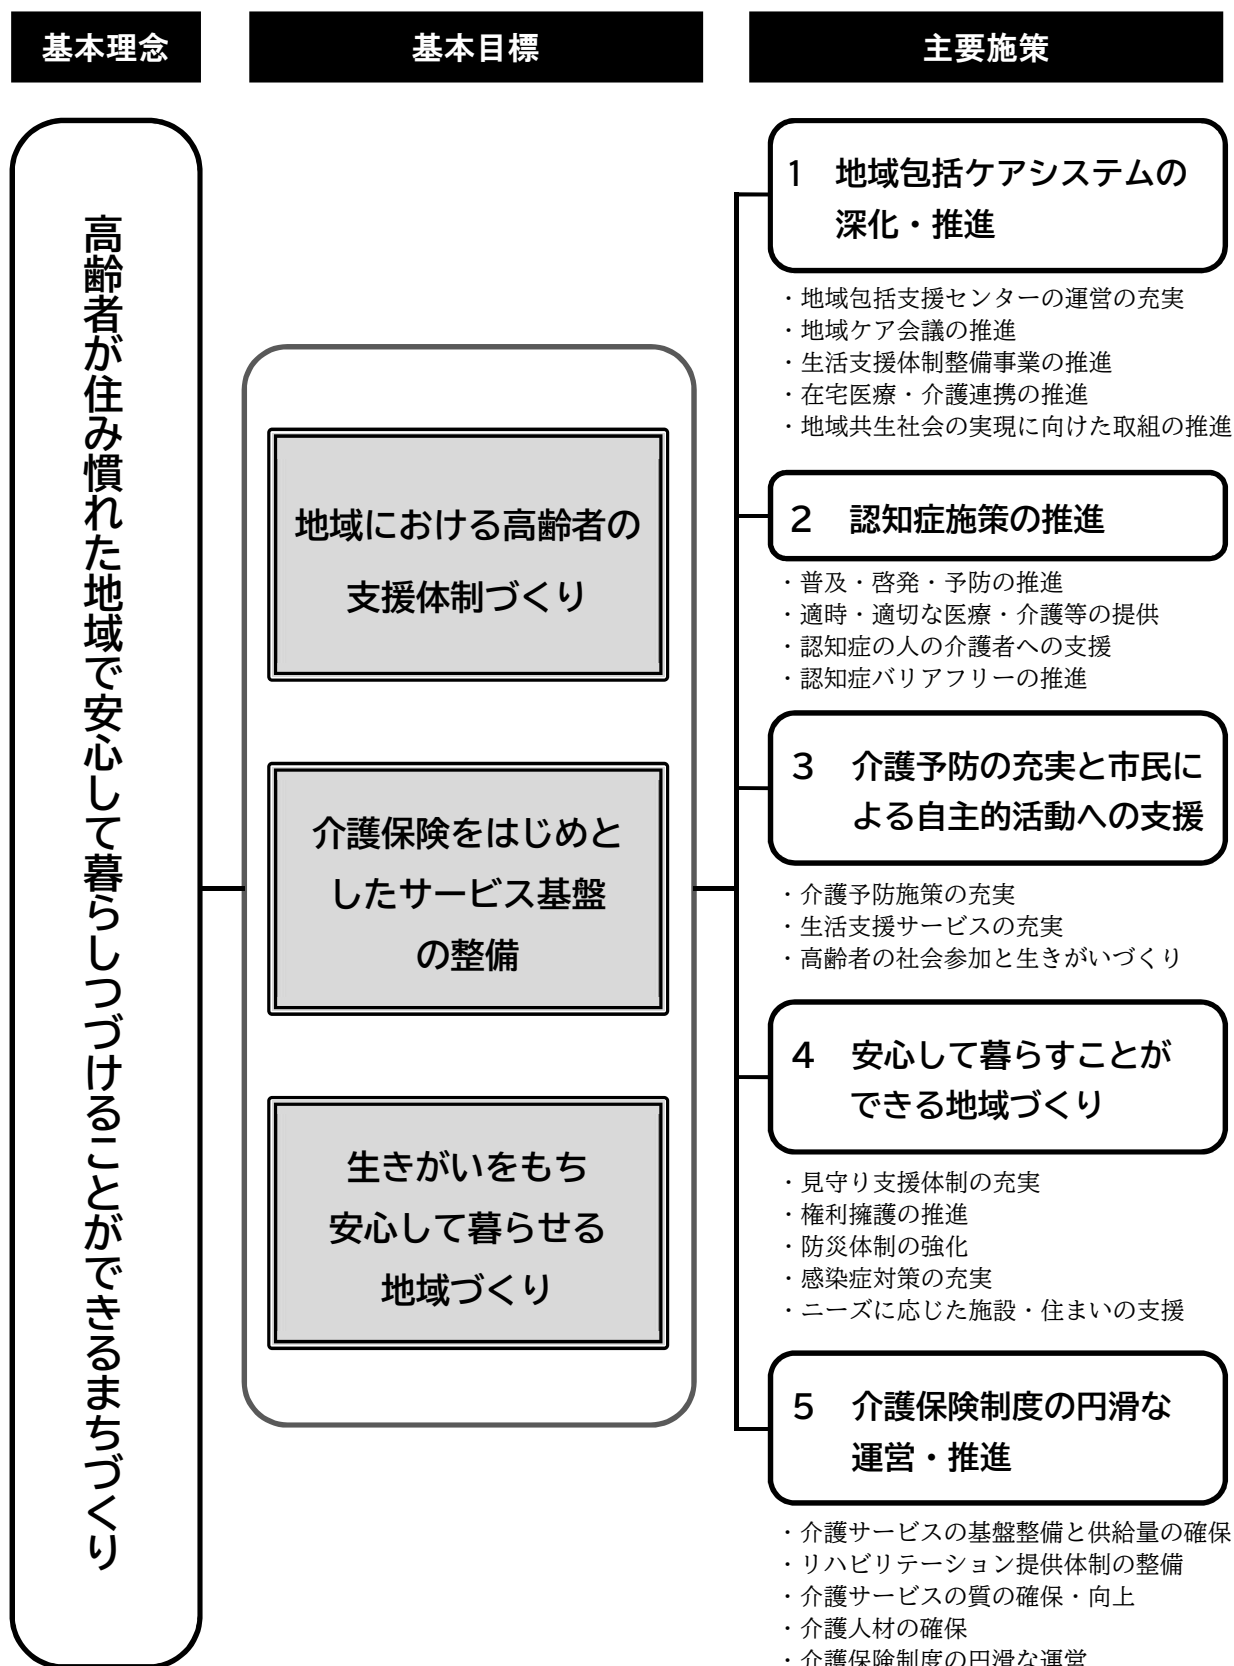 基本理念
基本目標
主要施策
高齢者が住み慣れた地域で安心して暮らしつづけることができるまちづくり
地域における高齢者の
支援体制づくり
介護保険をはじめと
したサービス基盤
の整備
生きがいをもち
安心して暮らせる
地域づくり
1 地域包括ケアシステムの
深化・推進
・地域包括支援センターの運営の充実
・地域ケア会議の推進
・生活支援体制整備事業の推進
・在宅医療・介護連携の推進
・地域共生社会の実現に向けた取組の推進
2 認知症施策の推進
・普及・啓発・予防の推進
・適時・適切な医療・介護等の提供
・認知症の人の介護者への支援
・認知症バリアフリーの推進
3 介護予防の充実と市民に
よる自主的活動への支援
・介護予防施策の充実
・生活支援サービスの充実
・高齢者の社会参加と生きがいづくり
4 安心して暮らすことが
できる地域づくり
・見守り支援体制の充実
・権利擁護の推進
・防災体制の強化
・感染症対策の充実
・ニーズに応じた施設・住まいの支援
5 介護保険制度の円滑な
運営・推進
・介護サービスの基盤整備と供給量の確保
・リハビリテーション提供体制の整備
・介護サービスの質の確保・向上
・介護人材の確保
・介護保険制度の円滑な運営